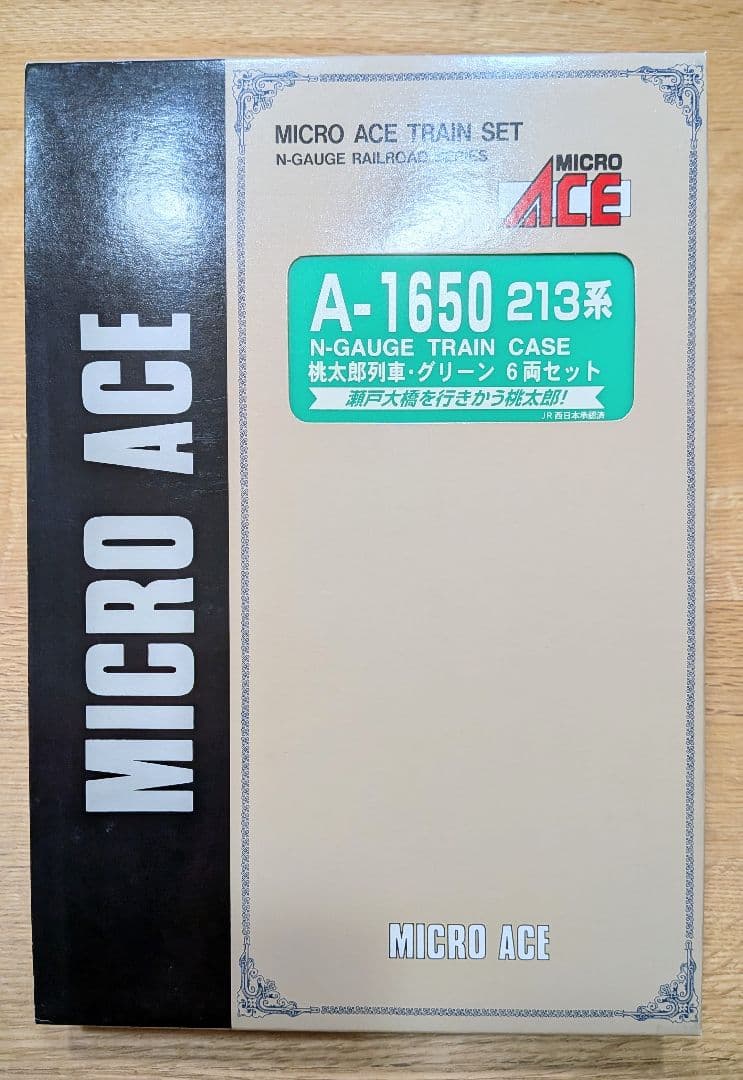 MICRO ACE
MICRO ACE TRAIN SET
N-GAUGE RAILROAD SERIES
MICRO
ACE
A-1650 213系
N-GAUGE TRAIN CASE
桃太郎列車・グリーン 6両セット
瀬戸大橋を行きかう桃太郎!
JR西日本承認済
MICRO ACE